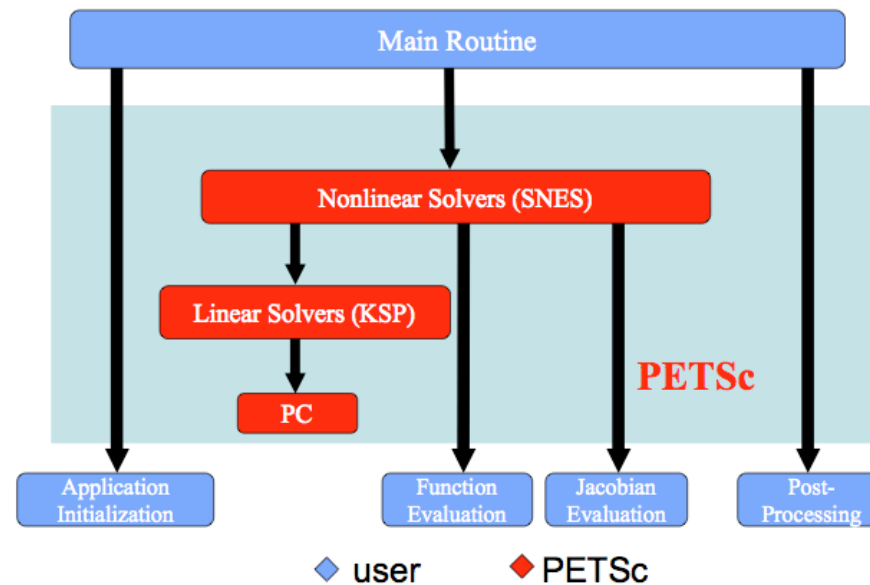 Main Routine
Nonlinear Solvers (SNES)
Linear Solvers (KSP)
PETSc
PC
Application
Initialization
Function
Evaluation
Jacobian
Evaluation
Post-
Processing
user
PETSc